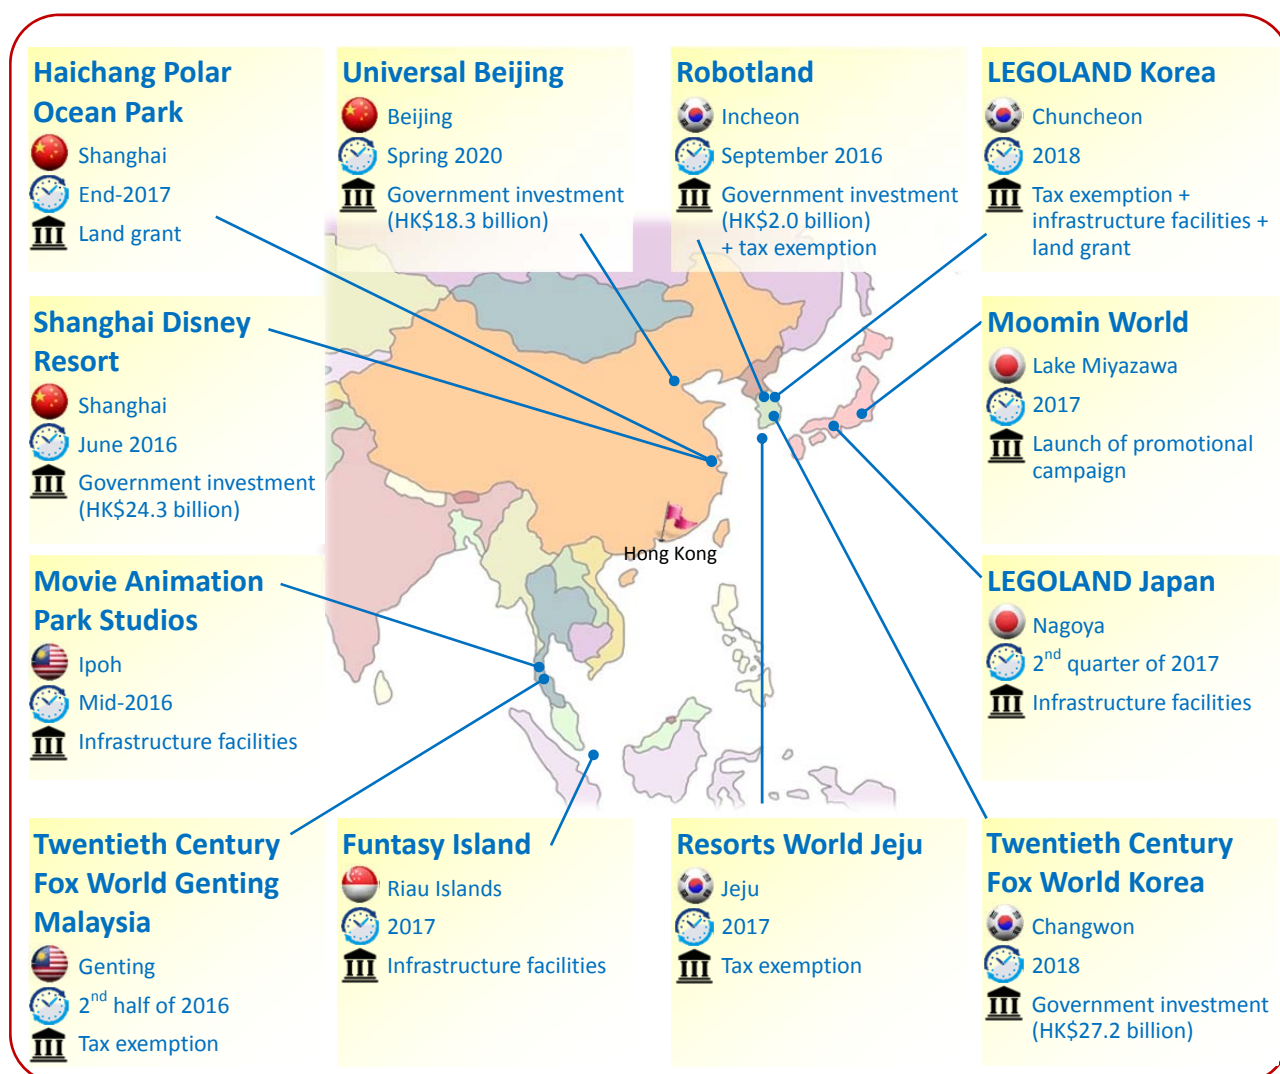 Haichang Polar
Ocean Park
Shanghai
End-2017
Land grant
Universal Beijing
Beijing
Spring 2020
Government investment
(HK$18.3 billion)
Robotland
Incheon
September 2016
Government investment
(HK$2.0 billion)
+ tax exemption
LEGOLAND Korea
Chuncheon
2018
Tax exemption +
infrastructure facilities +
land grant
Shanghai Disney
Resort
Shanghai
June 2016
Government investment
(HK$24.3 billion)
Moomin World
Lake Miyazawa
2017
Launch of promotional
campaign
Hong Kong
Movie Animation
Park Studios
Ipoh
Mid-2016
Infrastructure facilities
LEGOLAND Japan
Nagoya
2nd quarter of 2017
Infrastructure facilities
Twentieth Century
Fox World Genting
Malaysia
Genting
2nd half of 2016
Tax exemption
Funtasy Island
Riau Islands
2017
Infrastructure facilities
Resorts World Jeju
Jeju
2017
Tax exemption
Twentieth Century
Fox World Korea
Changwon
2018
Government investment
(HK$27.2 billion)